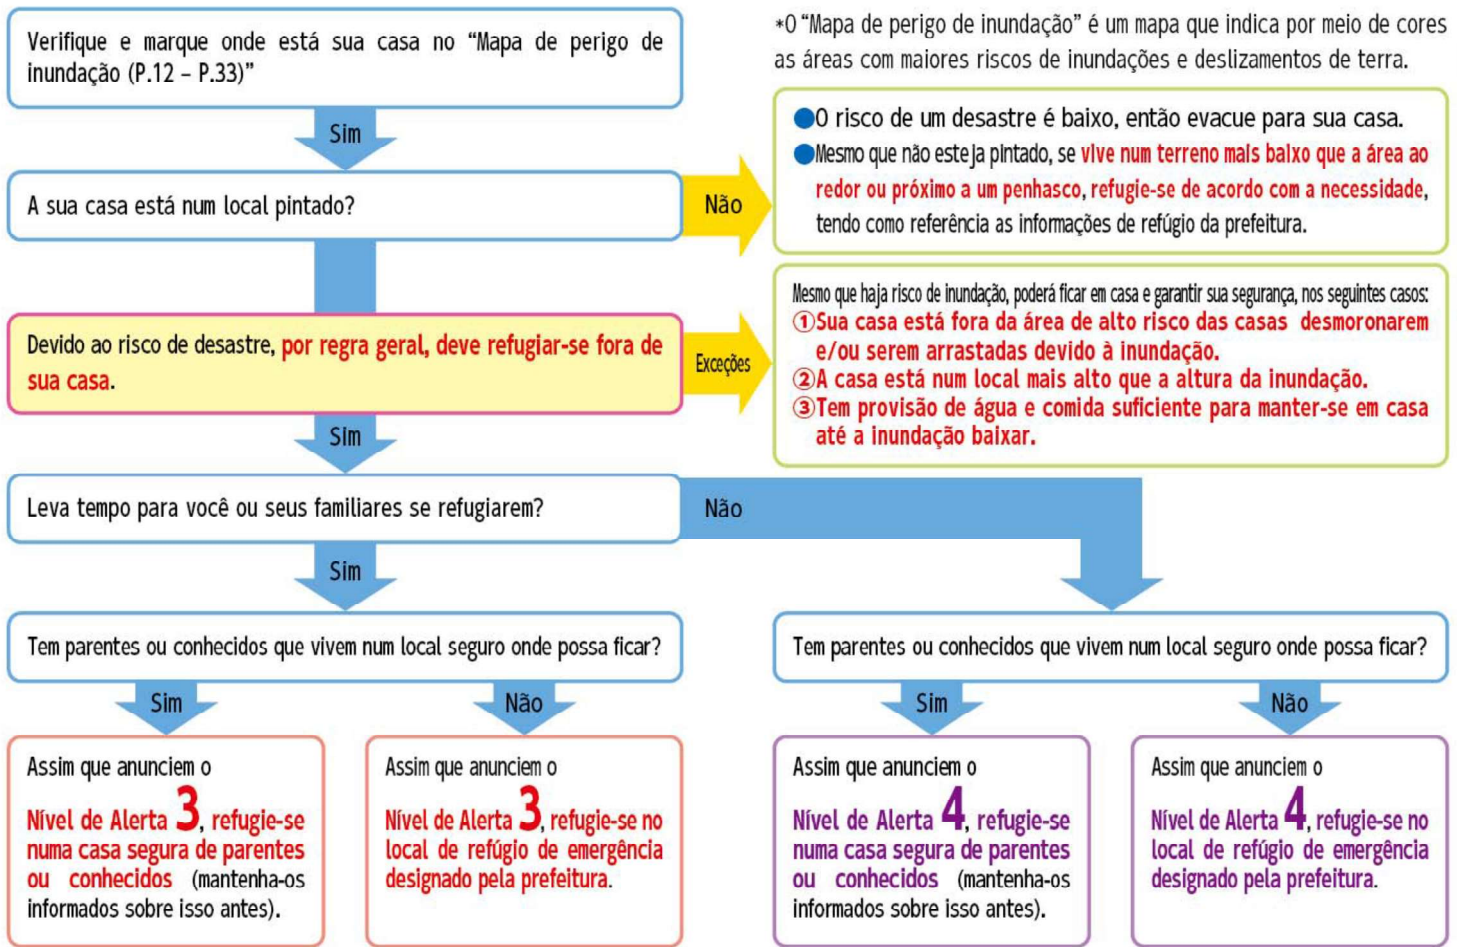 Verifique e marque onde está sua casa no “Mapa de perigo de
inundação (P.12 – P.33)”
*O “Mapa de perigo de inundação” é um mapa que indica por meio de cores
as áreas com maiores riscos de inundações e deslizamentos de terra.
Sim
A sua casa está num local pintado?
Não
●O risco de um desastre é baixo, então evacue para sua casa.
●Mesmo que não esteja pintado, se vive num terreno mais baixo que a área ao
redor ou próximo a um penhasco, refugie-se de acordo com a necessidade,
tendo como referência as informações de refúgio da prefeitura.
Devido ao risco de desastre, por regra geral, deve refugiar-se fora de
sua casa.
Exceções
Mesmo que haja risco de inundação, poderá ficar em casa e garantir sua segurança, nos seguintes casos:
①Sua casa está fora da área de alto risco das casas desmoronarem
e/ou serem arrastadas devido à inundação.
②A casa está num local mais alto que a altura da inundação.
③Tem provisão de água e comida suficiente para manter-se em casa
até a inundação baixar.
Sim
Leva tempo para você ou seus familiares se refugiarem?
Não
Sim
Tem parentes ou conhecidos que vivem num local seguro onde possa ficar?
Sim
Não
Assim que anunciem o
Nível de Alerta 3, refugie-se
numa casa segura de parentes
ou conhecidos (mantenha-os
informados sobre isso antes).
Assim que anunciem o
Nível de Alerta 3, refugie-se no
local de refúgio de emergência
designado pela prefeitura.
Tem parentes ou conhecidos que vivem num local seguro onde possa ficar?
Sim
Não
Assim que anunciem o
Nível de Alerta 4, refugie-se
numa casa segura de parentes
ou conhecidos (mantenha-os
informados sobre isso antes).
Assim que anunciem o
Nível de Alerta 4, refugie-se no
local de refúgio de emergência
designado pela prefeitura.